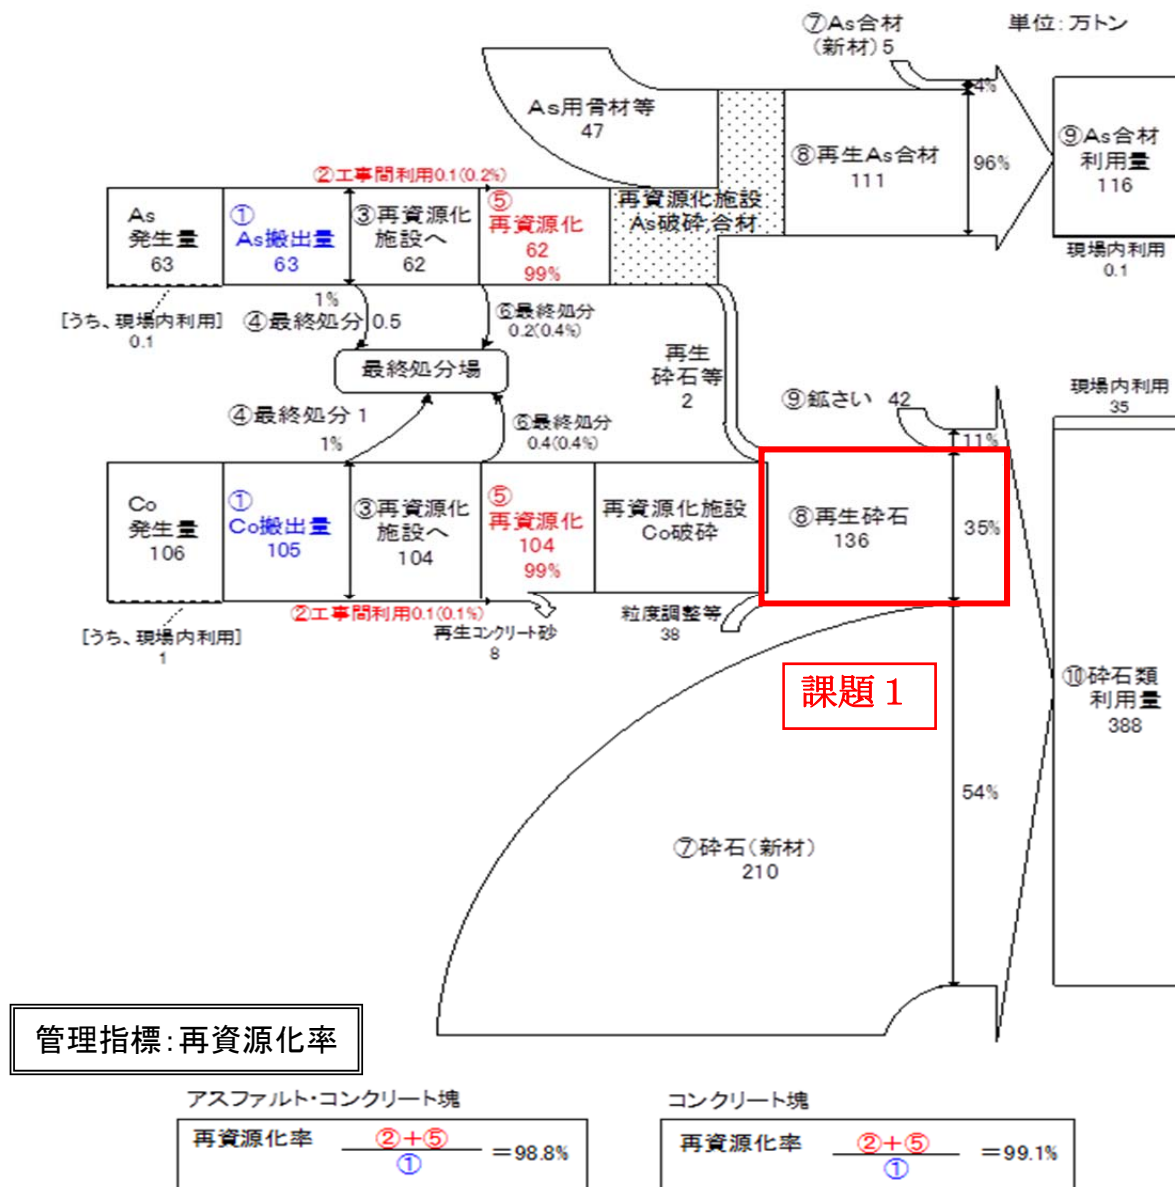 単位：万トン
⑦As合材
(新材) 5
4%
As用骨材等
47
⑧再生As合材
111
96%
⑨As合材
利用量
116
現場内利用
0.1
②工事間利用0.1(0.2%)
As
発生量
63
①
As搬出量
63
③再資源化
施設へ
62
⑤
再資源化
62
99%
再資源化施設
As破砕,合材
[うち、現場内利用]
0.1
1%
④最終処分 0.5
⑥最終処分
0.2(0.4%)
最終処分場
再生
砕石等
2
④最終処分 1
1%
⑥最終処分
0.4(0.4%)
⑨鉱さい 42
11%
現場内利用
35
Co
発生量
106
①
Co搬出量
105
③再資源化
施設へ
104
⑤
再資源化
104
99%
再資源化施設
Co破砕
⑧再生砕石
136
35%
[うち、現場内利用]
1
②工事間利用0.1(0.1%)
再生コンクリート砂
8
粒度調整等
38
課題１
⑩砕石類
利用量
388
54%
⑦砕石(新材)
210
管理指標：再資源化率
アスファルト・コンクリート塊
再資源化率 ②＋⑤
① ＝98.8%
コンクリート塊
再資源化率 ②＋⑤
① ＝99.1%